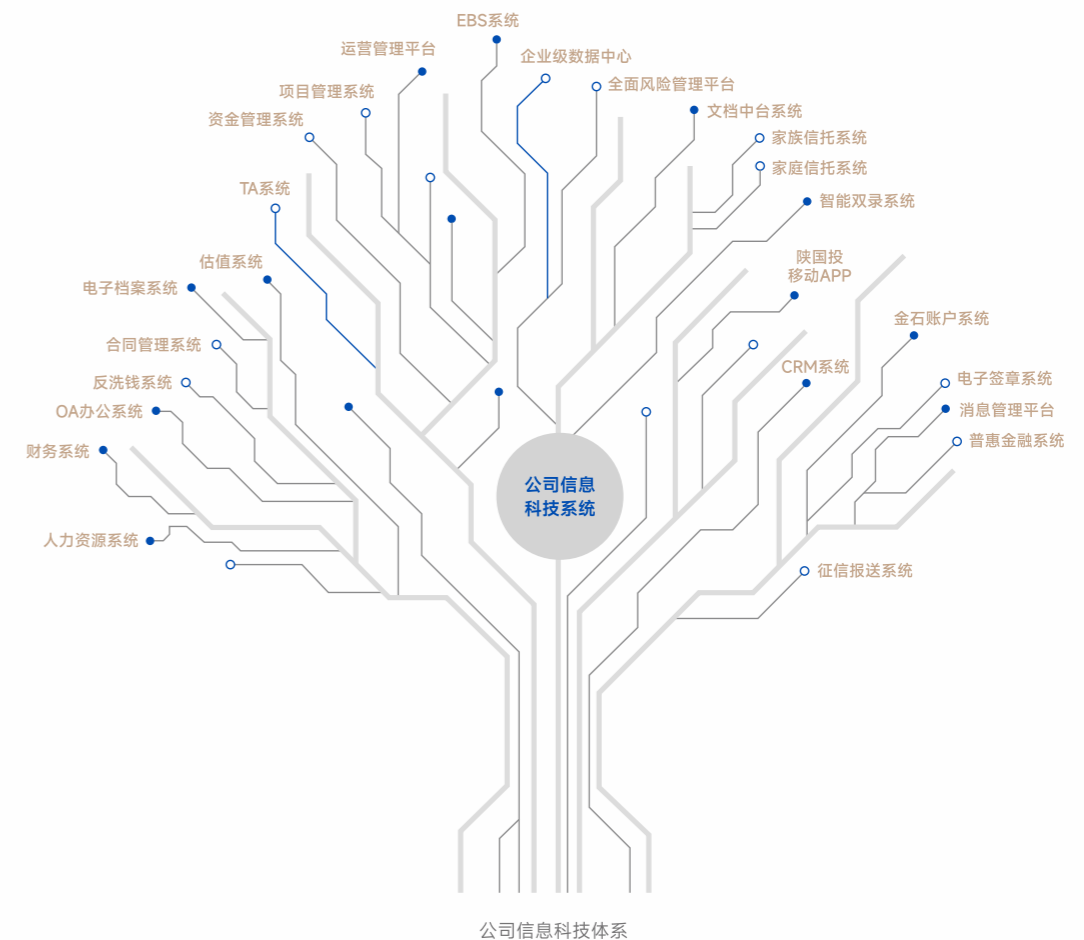 EBS系统
运营管理平台
企业级数据中心
项目管理系统
全面风险管理平台
资金管理系统
文档中台系统
家族信托系统
家庭信托系统
TA系统
智能双录系统
估值系统
陕国投
移动APP
电子档案系统
金石账户系统
合同管理系统
CRM系统
反洗钱系统
电子签章系统
OA办公系统
消息管理平台
财务系统
普惠金融系统
公司信息
科技系统
人力资源系统
征信报送系统
公司信息科技体系